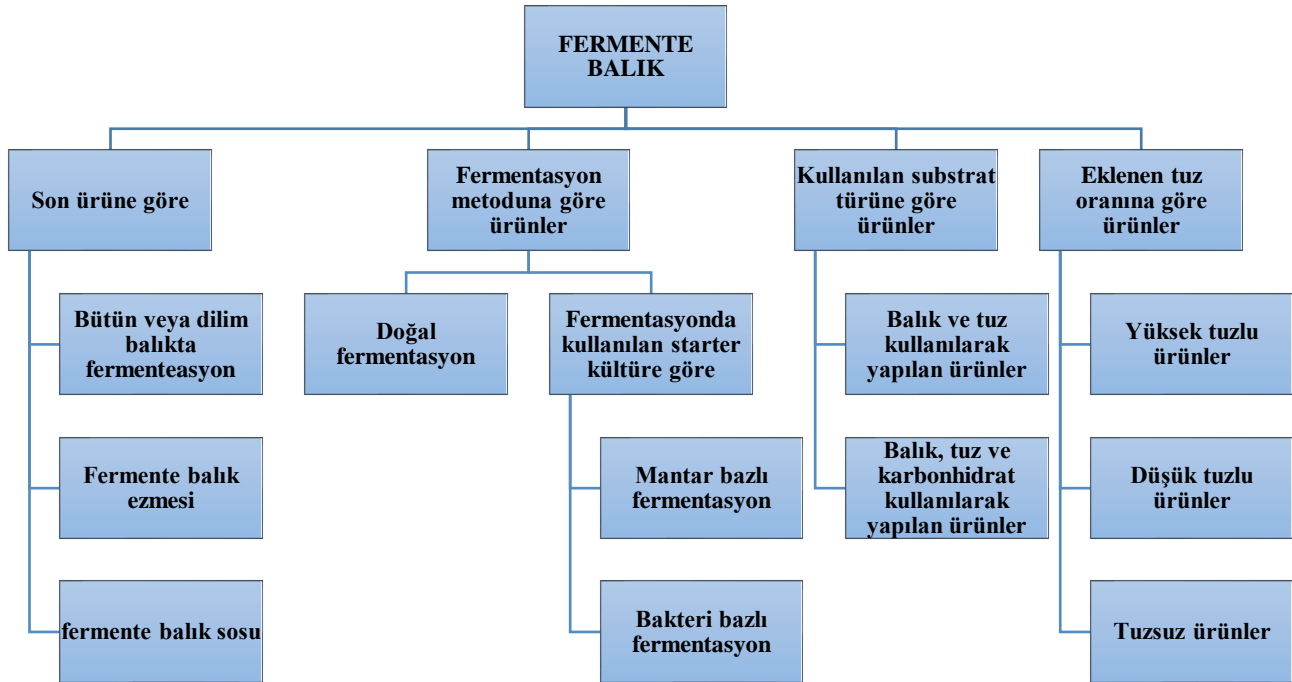 FERMENTE
BALIK
Son ürüne göre
Fermentasyon
metoduna göre
ürünler
Kullanılan substrat
türüne göre
ürünler
Eklenen tuz
oranına göre
ürünler
Bütün veya dilim
balıkta
fermenteasyon
Doğal
fermentasyon
Fermentasyonda
kullanılan starter
kültüre göre
Balık ve tuz
kullanılarak
yapılan ürünler
Yüksek tuzlu
ürünler
Fermente balık
ezmesi
Mantar bazlı
fermentasyon
Balık, tuz ve
karbonhidrat
kullanılarak
yapılan ürünler
Düşük tuzlu
ürünler
fermente balık sosu
Bakteri bazlı
fermentasyon
Tuzsuz ürünler